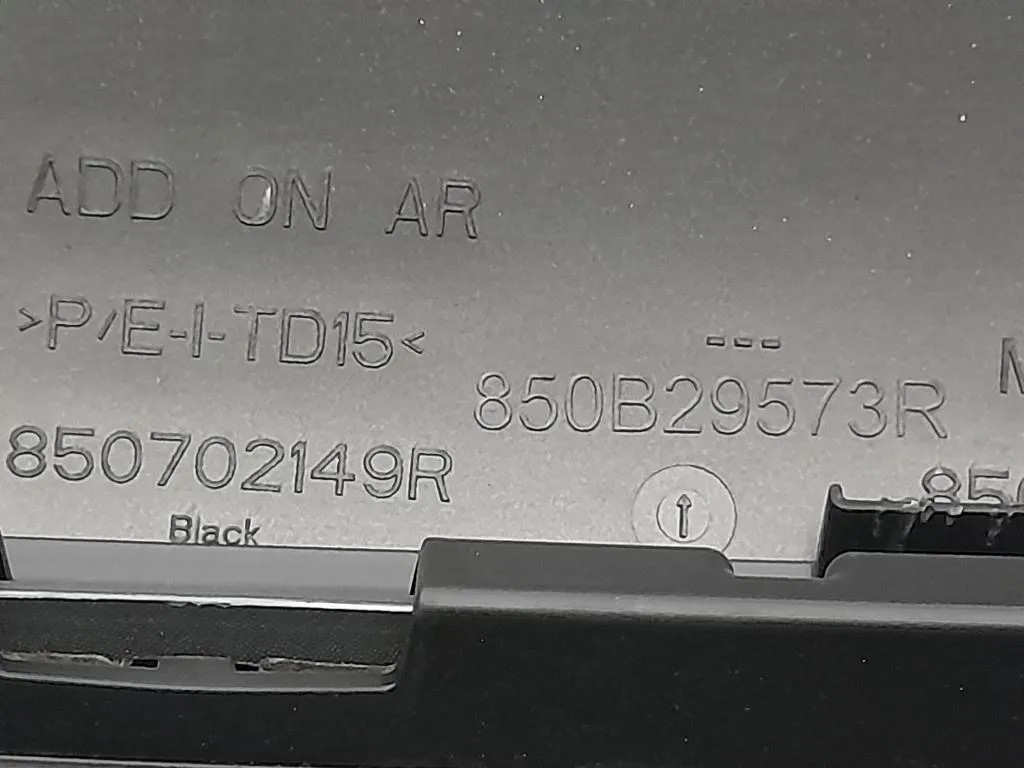 ADD ON AR
>P/E-I-TD15<
---
850B29573R
850702149R
Black